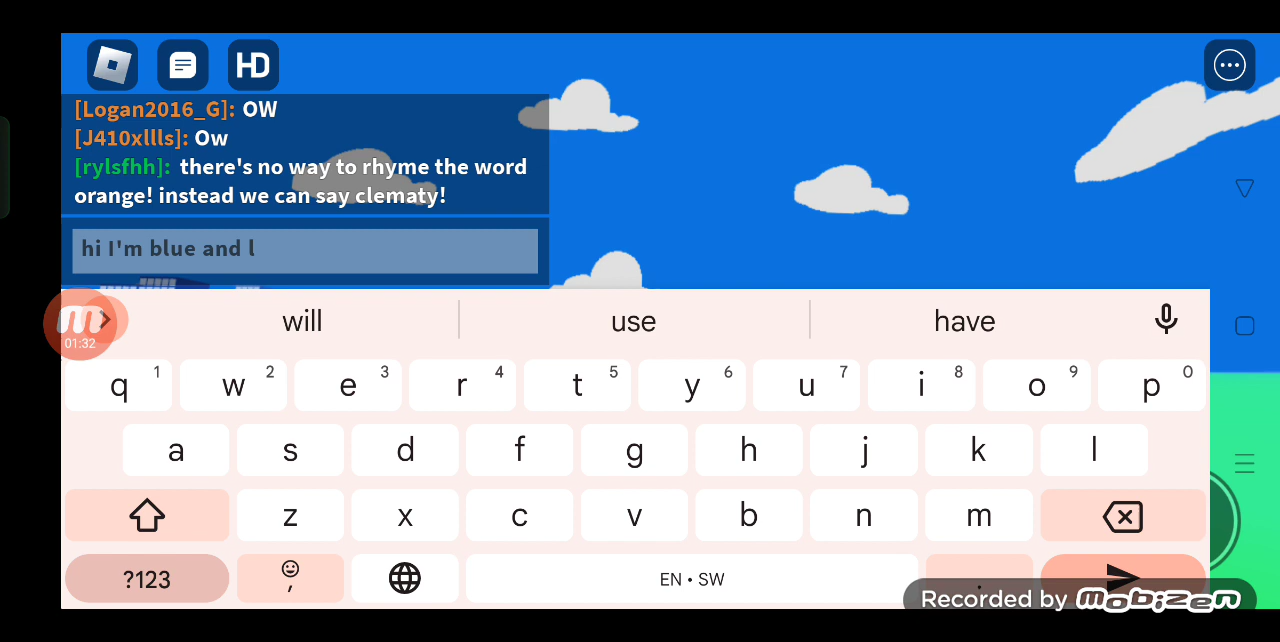 HD
[Logan2016_G]: OW
[J410xllls]: Ow
[rylsfhh]: there's no way to rhyme the word
orange! instead we can say clematy!
hi I'm blue and l
will use have
01:32
q 1 w 2 e 3 r 4 t 5 y 6 u 7 i 8 o 9 p 0
a s d f g h j k l
z x c v b n m
?123 , EN • SW .
Recorded by mobizen